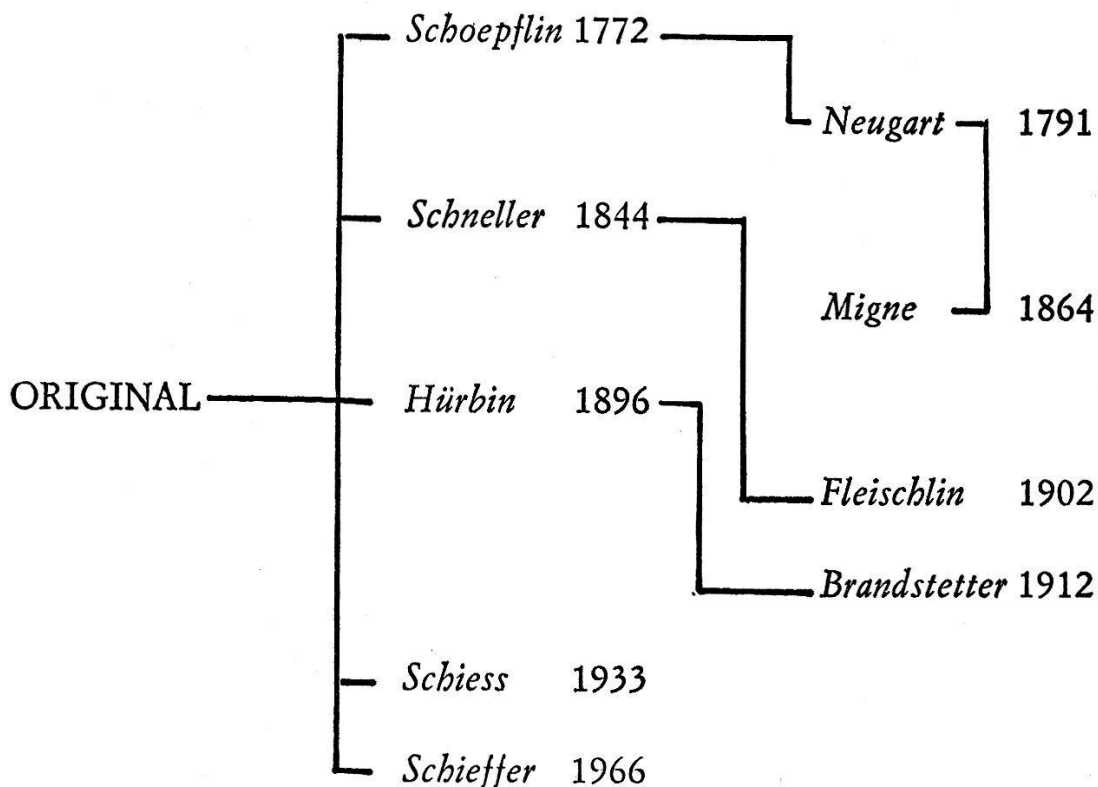 Schoepflin 1772
Neugart 1791
Schneller 1844
Migne 1864
ORIGINAL Hürbin 1896
Fleischlin 1902
Brandstetter 1912
Schiess 1933
Schieffer 1966